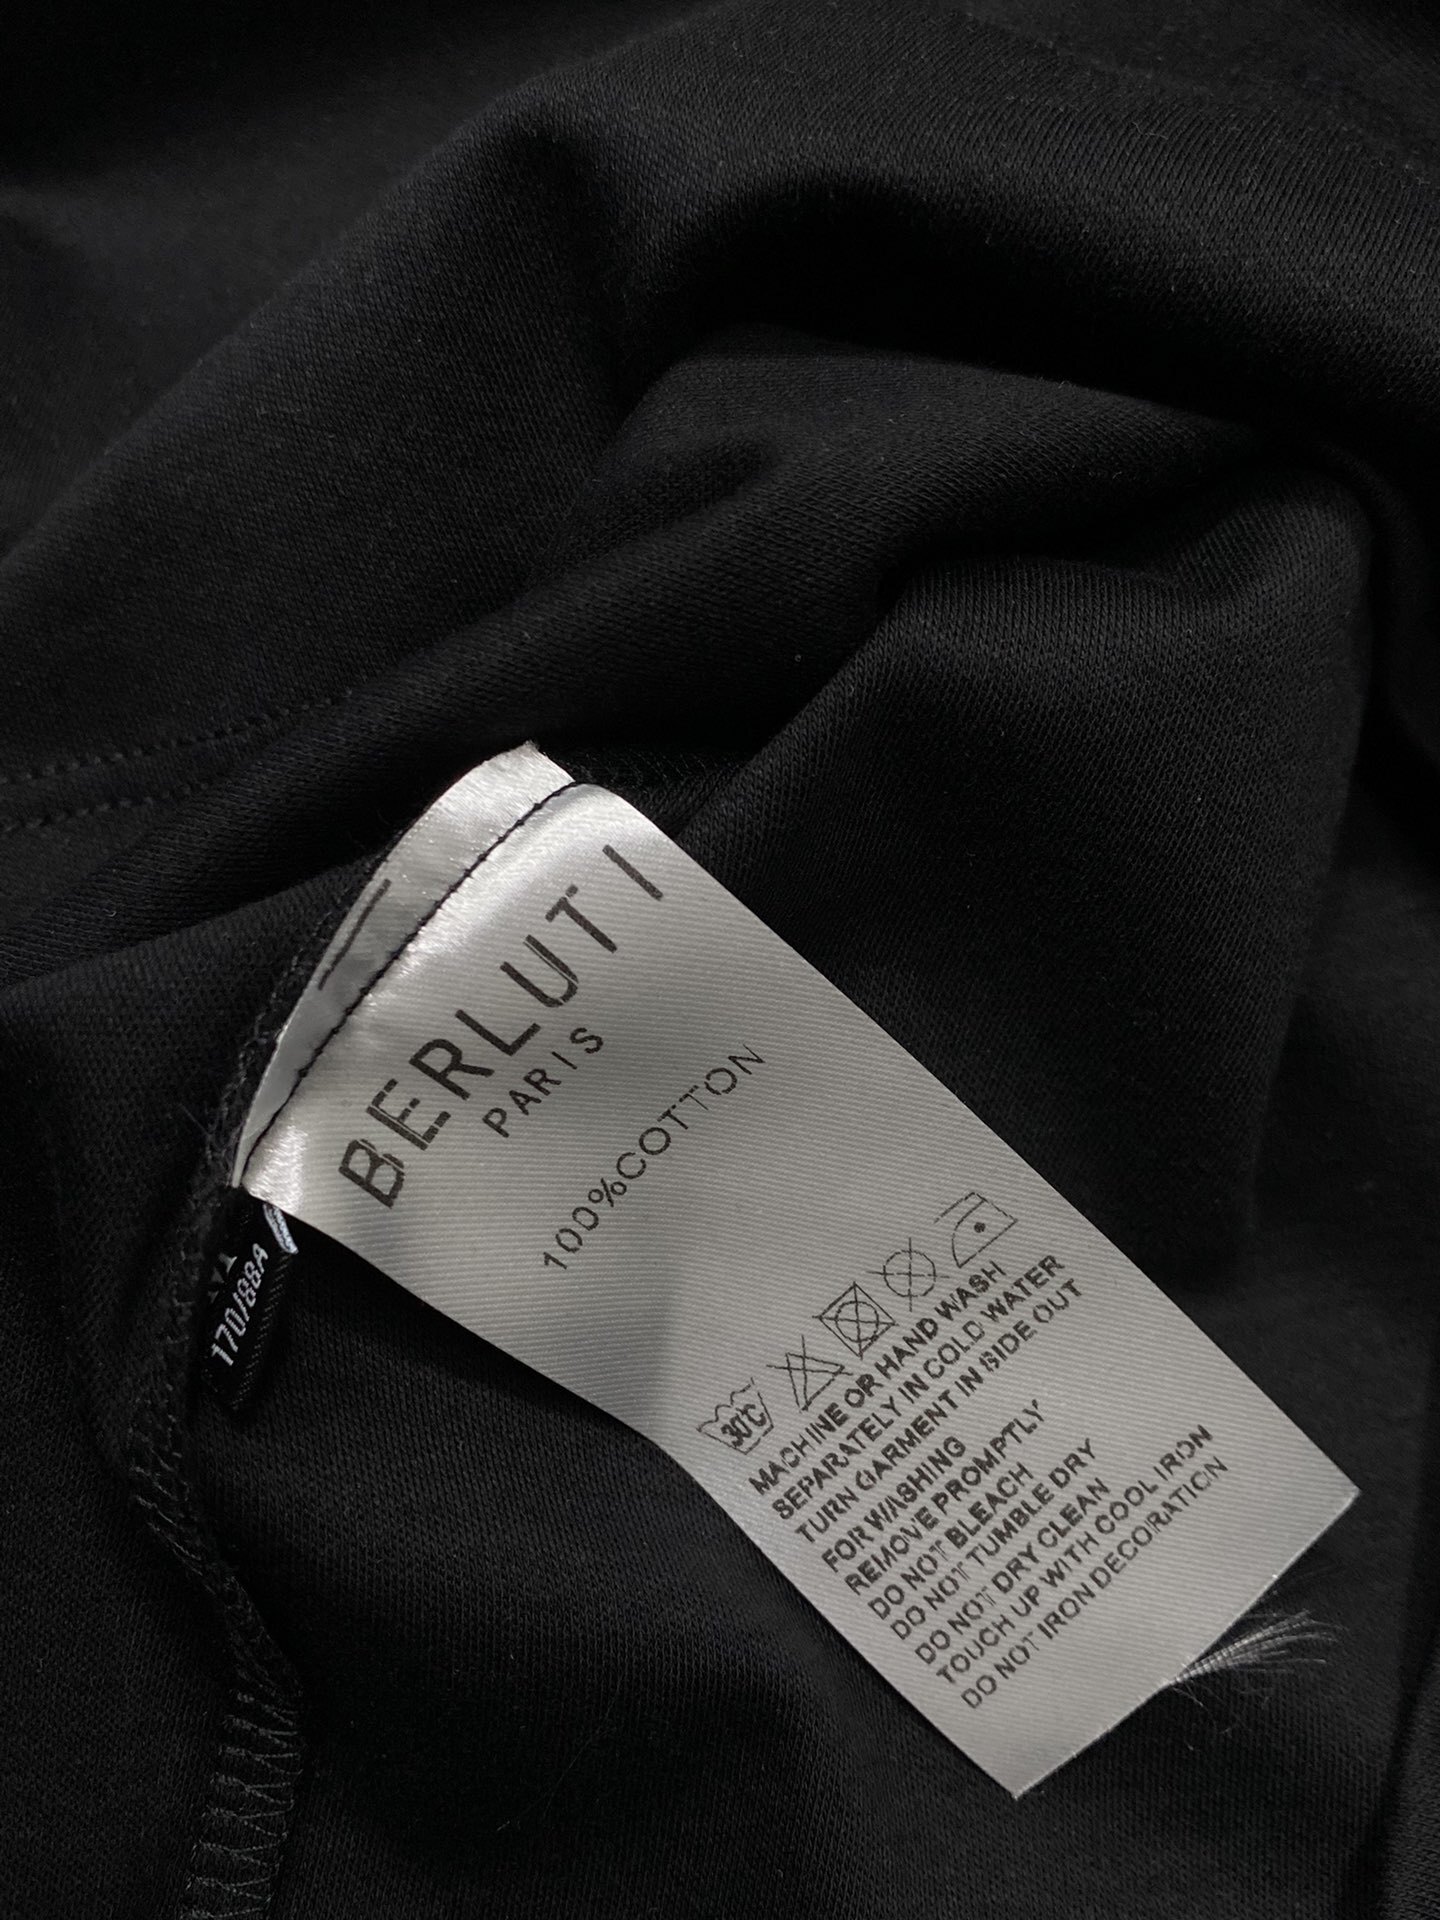 BERLUTI
PARIS
100%COTTON
30℃
MACHINE OR HAND WASH
SEPARATELY IN COLD WATER
TURN GARMENT IN ISIDE OUT
FOR WASHING
REMOVE PROMPTLY
DO NOT BLEACH
DO NOT TUMBLE DRY
DO NOT DRY CLEAN
TOUCH UP WITH COOL IRON
DO NOT IRON DECORATION
170/88A